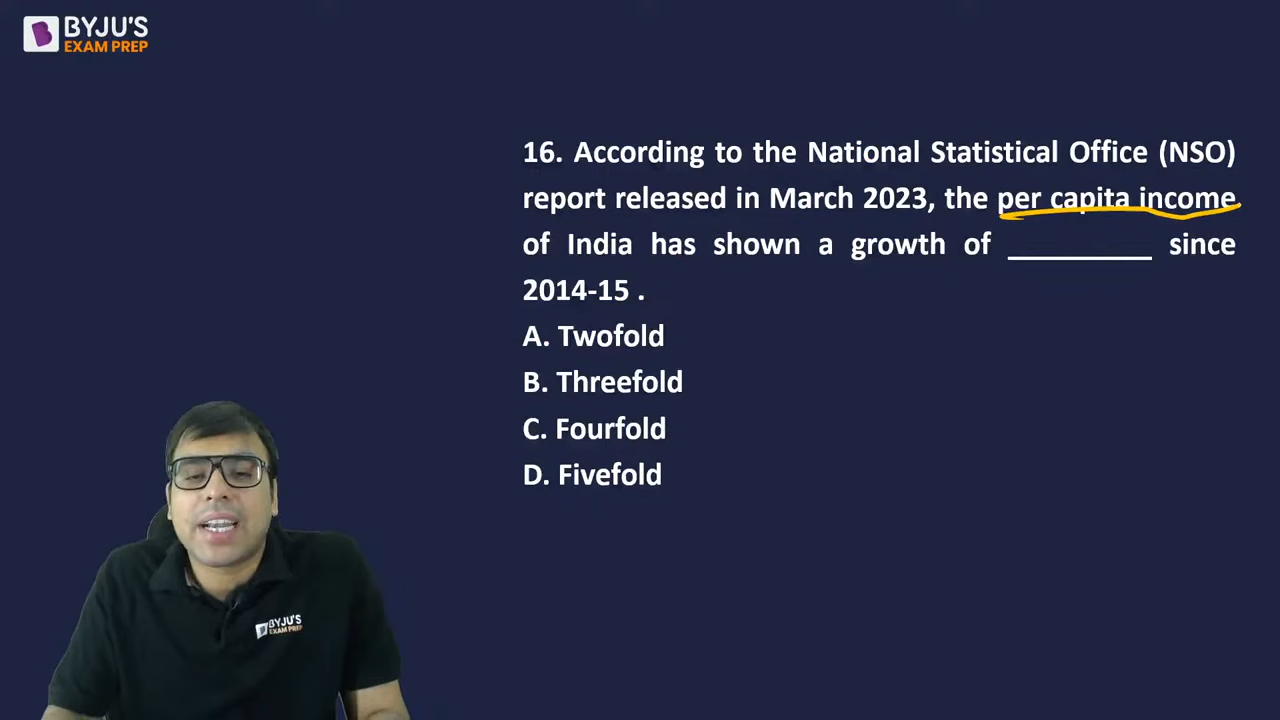 BYJU'S
EXAM PREP
16. According to the National Statistical Office (NSO)
report released in March 2023, the per capita income
of India has shown a growth of _________ since
2014-15 .
A. Twofold
B. Threefold
C. Fourfold
D. Fivefold
BYJU'S
EXAM PREP